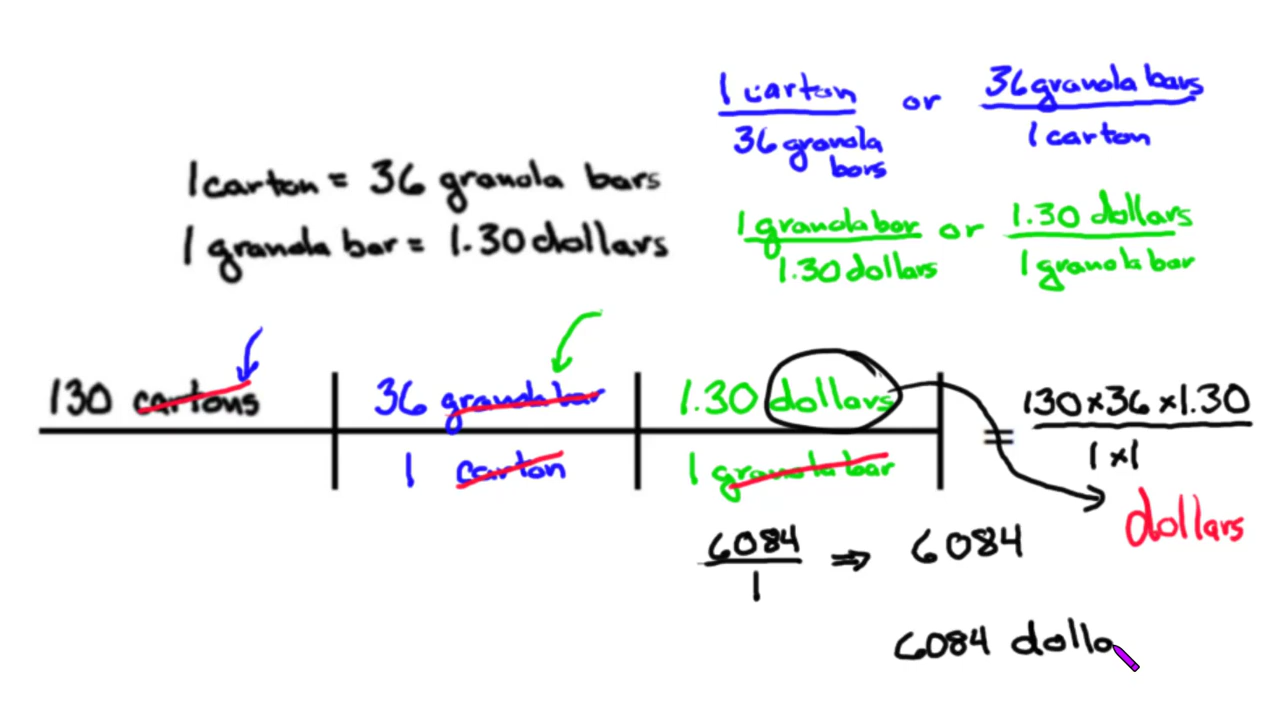 1 carton or 36 granola bars
36 granola bars 1 carton
1 carton = 36 granola bars
1 granola bar = 1.30 dollars
1 granola bar or 1.30 dollars
1.30 dollars 1 granola bar
130 cartons 36 granola bar 1.30 dollars = 130 × 36 × 1.30
1 carton 1 granola bar 1 × 1
dollars
6084 ⇒ 6084
1
6084 dolla